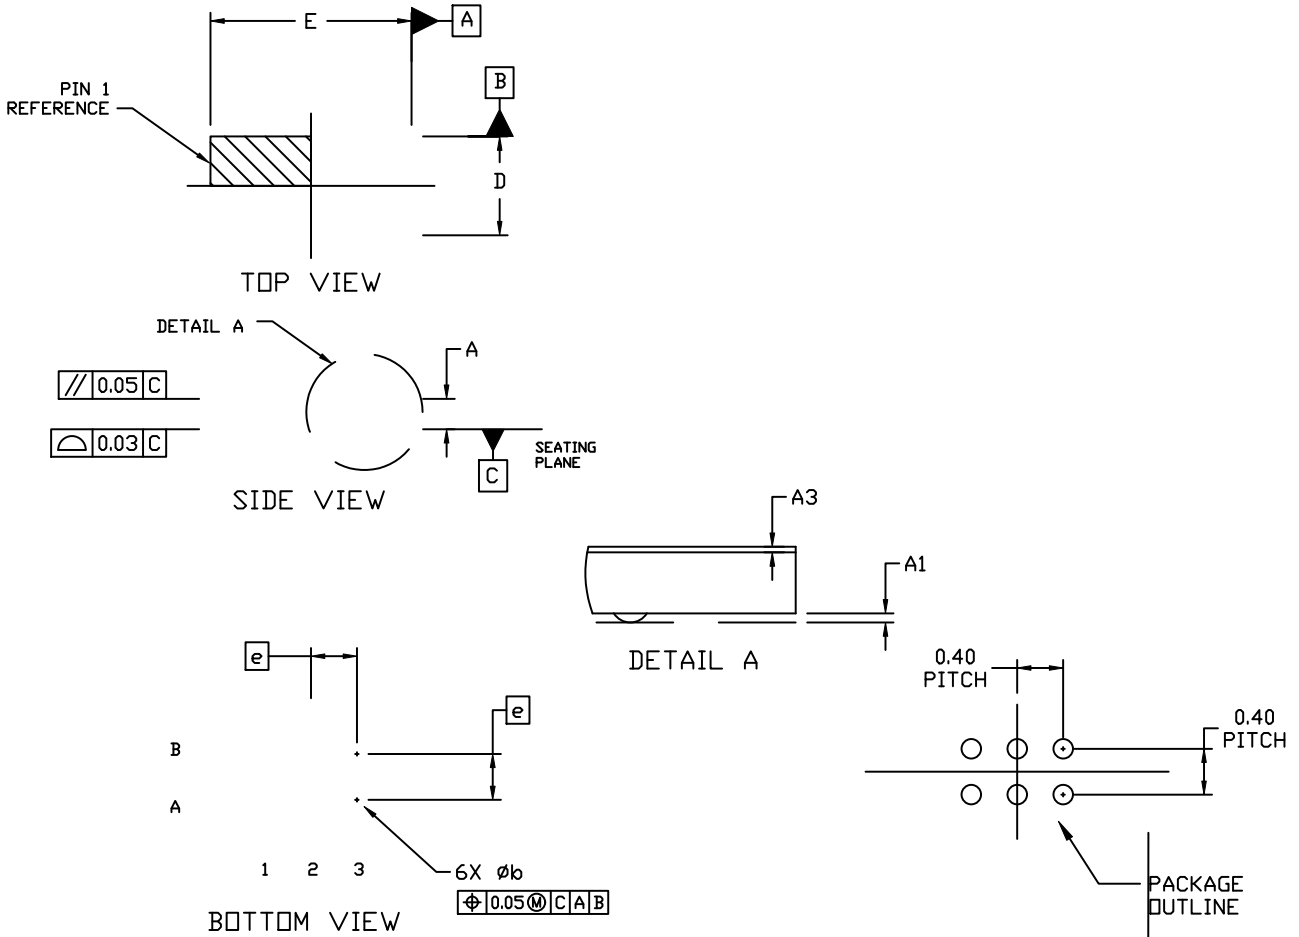 E
A
B
PIN 1
REFERENCE
D
TOP VIEW
DETAIL A
A
// 0.05 C
⌓ 0.03 C
SEATING
PLANE
C
SIDE VIEW
A3
A1
DETAIL A
e
0.40
PITCH
e
0.40
PITCH
B
A
1 2 3
6X Øb
⌖ 0.05 Ⓜ C A B
PACKAGE
OUTLINE
BOTTOM VIEW